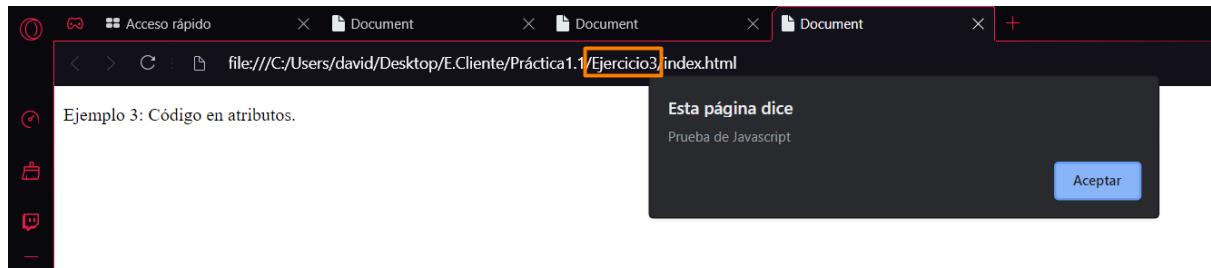 Acceso rápido
Document
Document
Document
file:///C:/Users/david/Desktop/E.Cliente/Práctica1.1/Ejercicio3/index.html
Ejemplo 3: Código en atributos.
Esta página dice
Prueba de Javascript
Aceptar